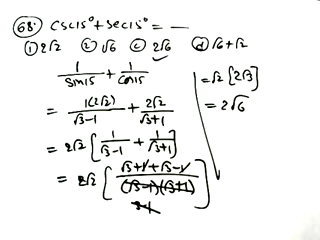 68. csc15° + sec15° = ___
① 2√2 ② √6 ③ 2√6 ④ √6+√2
1/sin15 + 1/cos15
= 1(2√2)/√3-1 + 2√2/√3+1
= 2√2 [ 1/√3-1 + 1/√3+1 ]
= 2√2 [ √3+1+√3-1 / (√3-1)(√3+1) ]
3-1
= √2 [2√3]
= 2√6